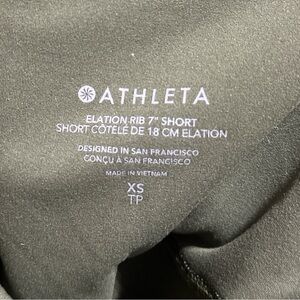 ATHLETA
ELATION RIB 7" SHORT
SHORT CÔTELÉ DE 18 CM ELATION
DESIGNED IN SAN FRANCISCO
CONÇU À SAN FRANCISCO
MADE IN VIETNAM
XS
TP